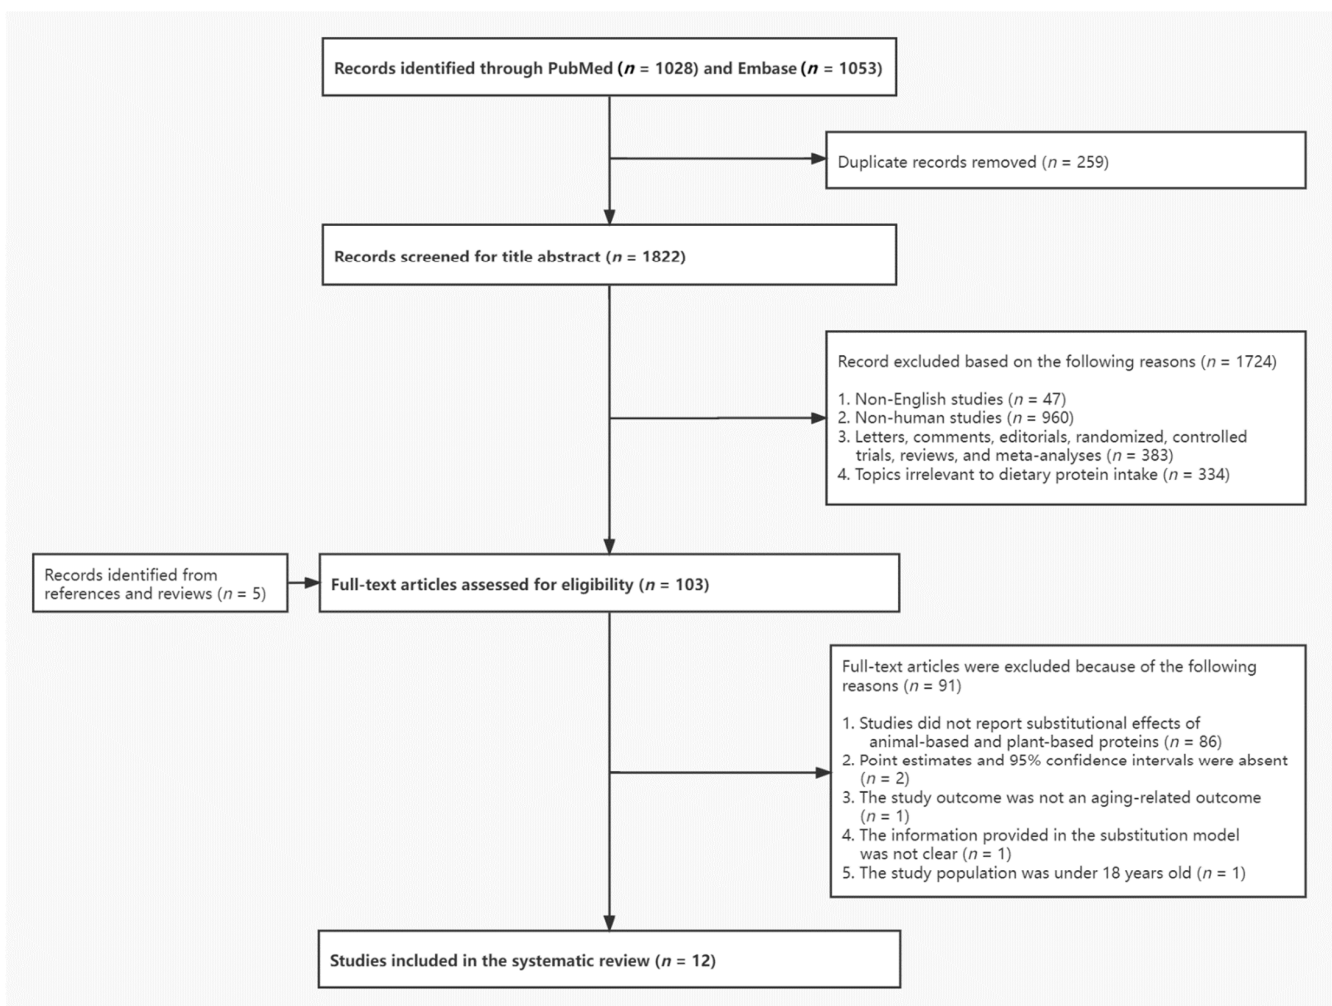 Records identified through PubMed (n = 1028) and Embase (n = 1053)
Duplicate records removed (n = 259)
Records screened for title abstract (n = 1822)
Record excluded based on the following reasons (n = 1724)
1. Non-English studies (n = 47)
2. Non-human studies (n = 960)
3. Letters, comments, editorials, randomized, controlled
trials, reviews, and meta-analyses (n = 383)
4. Topics irrelevant to dietary protein intake (n = 334)
Records identified from
references and reviews (n = 5)
Full-text articles assessed for eligibility (n = 103)
Full-text articles were excluded because of the following
reasons (n = 91)
1. Studies did not report substitutional effects of
animal-based and plant-based proteins (n = 86)
2. Point estimates and 95% confidence intervals were absent
(n = 2)
3. The study outcome was not an aging-related outcome
(n = 1)
4. The information provided in the substitution model
was not clear (n = 1)
5. The study population was under 18 years old (n = 1)
Studies included in the systematic review (n = 12)